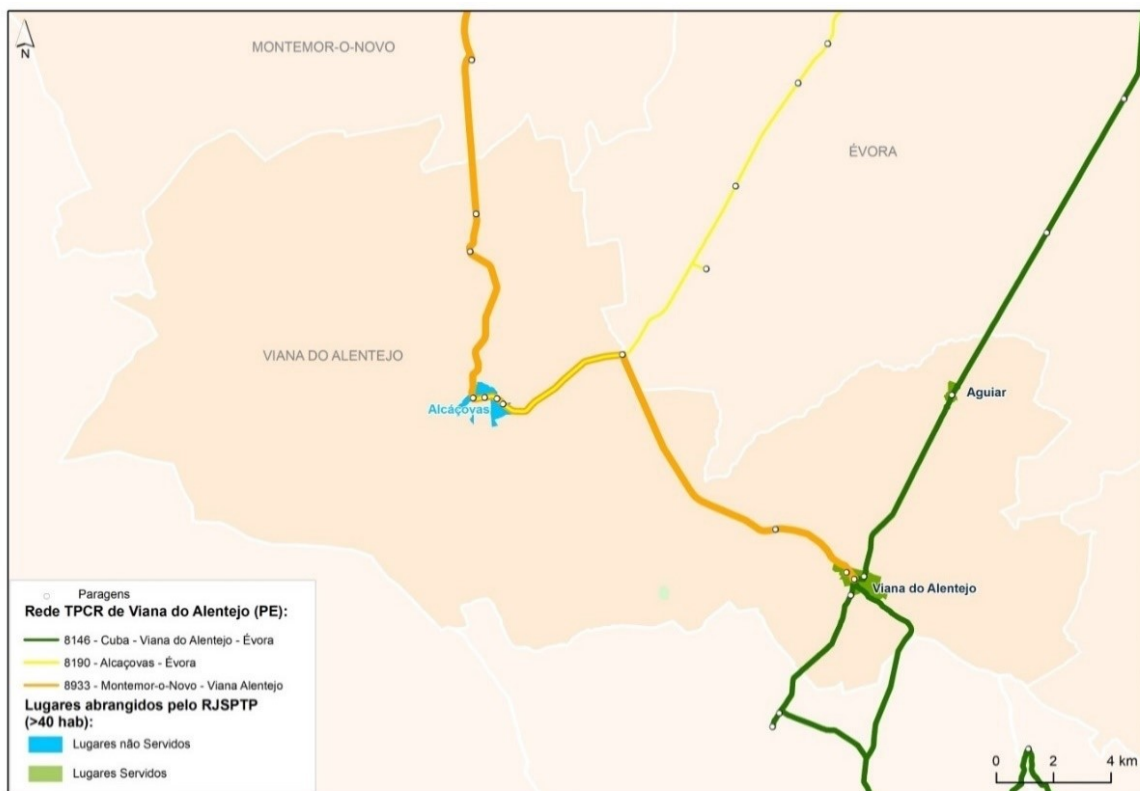 N
MONTEMOR-O-NOVO
ÉVORA
VIANA DO ALENTEJO
Alcáçovas
Aguiar
Viana do Alentejo
Paragens
Rede TPCR de Viana do Alentejo (PE):
8146 - Cuba - Viana do Alentejo - Évora
8190 - Alcaçovas - Évora
8933 - Montemor-o-Novo - Viana Alentejo
Lugares abrangidos pelo RJSPTP
(>40 hab):
Lugares não Servidos
Lugares Servidos
0 2 4 km